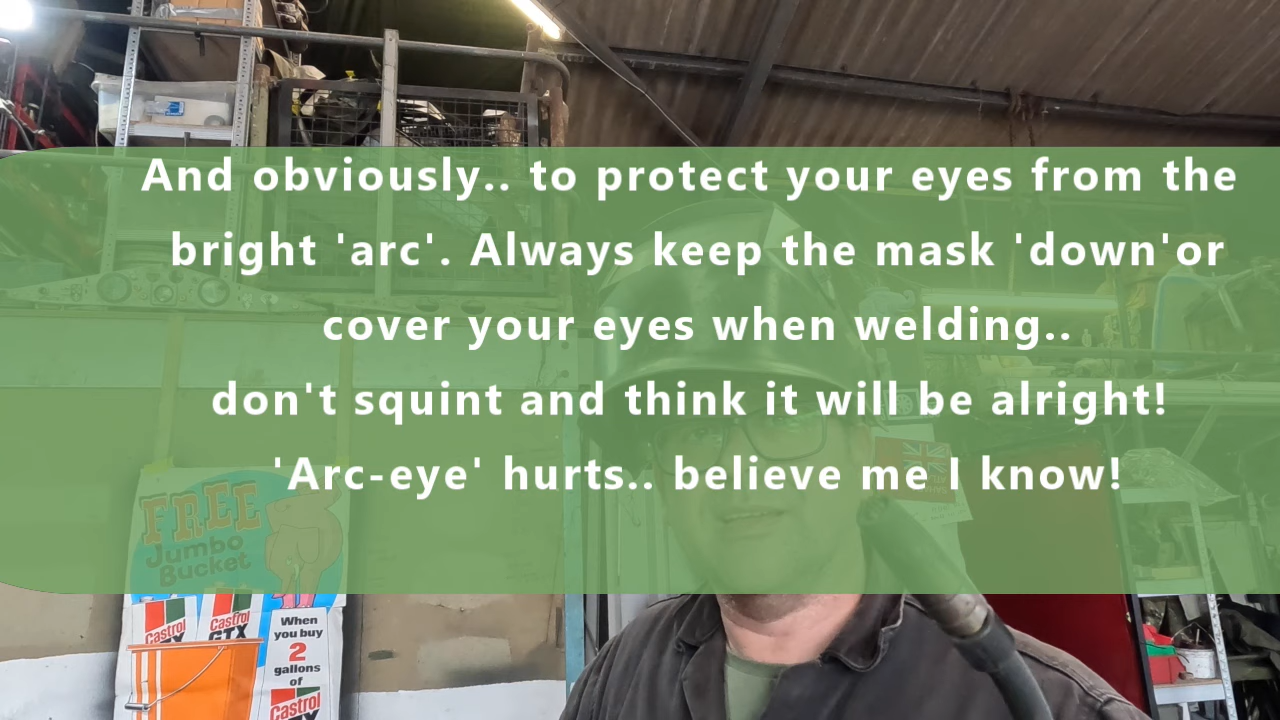 And obviously.. to protect your eyes from the
bright 'arc'. Always keep the mask 'down'or
cover your eyes when welding..
don't squint and think it will be alright!
'Arc-eye' hurts.. believe me I know!
FREE
Jumbo
Bucket
Castrol
Castrol
GTX
When
you buy
2
gallons
of
Castrol